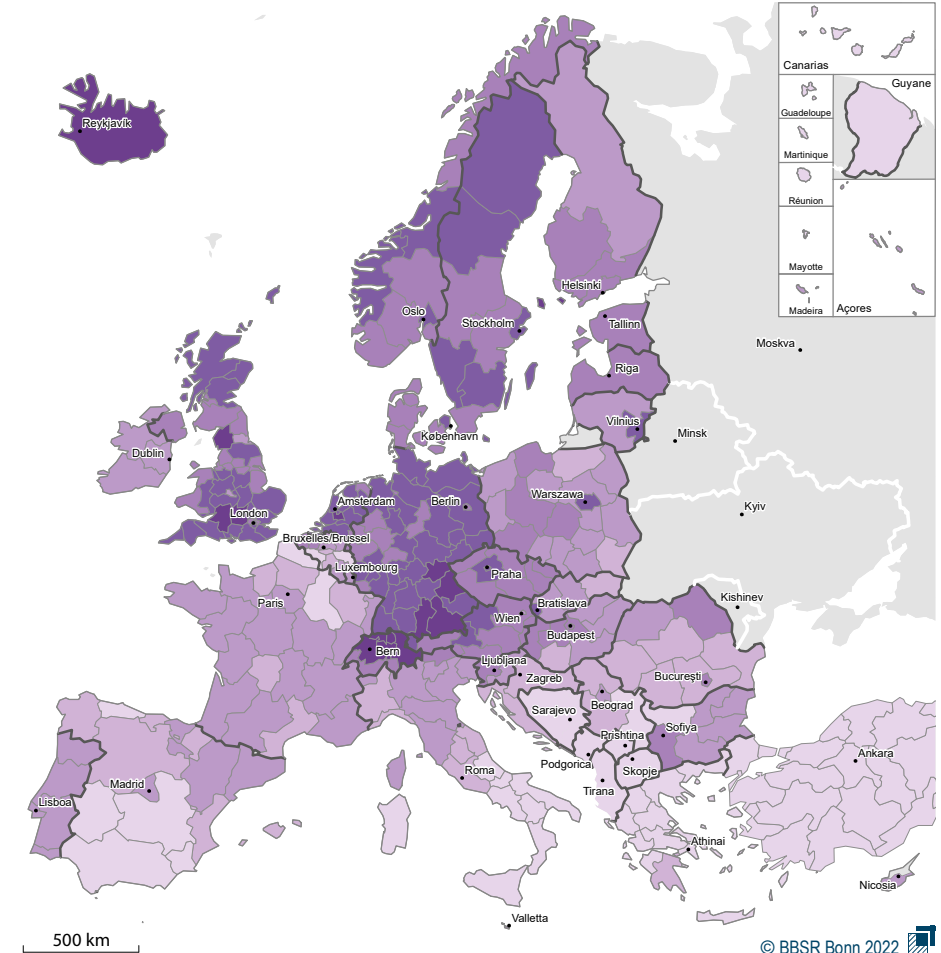 Canarias
Guyane
Guadeloupe
Martinique
Réunion
Mayotte
Madeira
Açores
Reykjavík
Helsinki
Oslo
Stockholm
Tallinn
Moskva
Riga
Vilnius
Minsk
København
Dublin
Warszawa
Amsterdam
Berlin
London
Kyiv
Bruxelles/Brussel
Luxembourg
Praha
Paris
Kishinev
Bratislava
Wien
Budapest
Bern
Ljubljana
Zagreb
București
Beograd
Sarajevo
Sofiya
Prishtina
Podgorica
Skopje
Ankara
Roma
Madrid
Tirana
Lisboa
Athinai
Nicosia
Valletta
500 km
© BBSR Bonn 2022